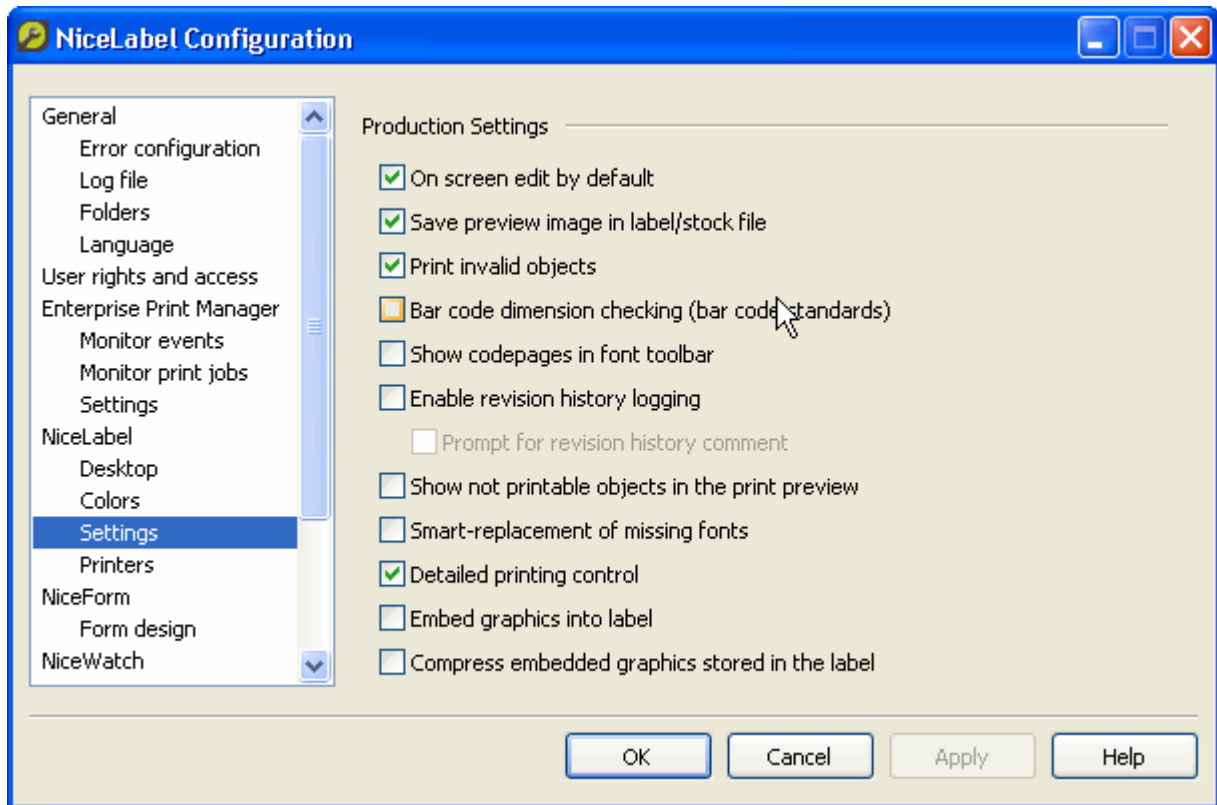 NiceLabel Configuration
General
Error configuration
Log file
Folders
Language
User rights and access
Enterprise Print Manager
Monitor events
Monitor print jobs
Settings
NiceLabel
Desktop
Colors
Settings
Printers
NiceForm
Form design
NiceWatch
Production Settings
On screen edit by default
Save preview image in label/stock file
Print invalid objects
Bar code dimension checking (bar code standards)
Show codepages in font toolbar
Enable revision history logging
Prompt for revision history comment
Show not printable objects in the print preview
Smart-replacement of missing fonts
Detailed printing control
Embed graphics into label
Compress embedded graphics stored in the label
OK
Cancel
Apply
Help